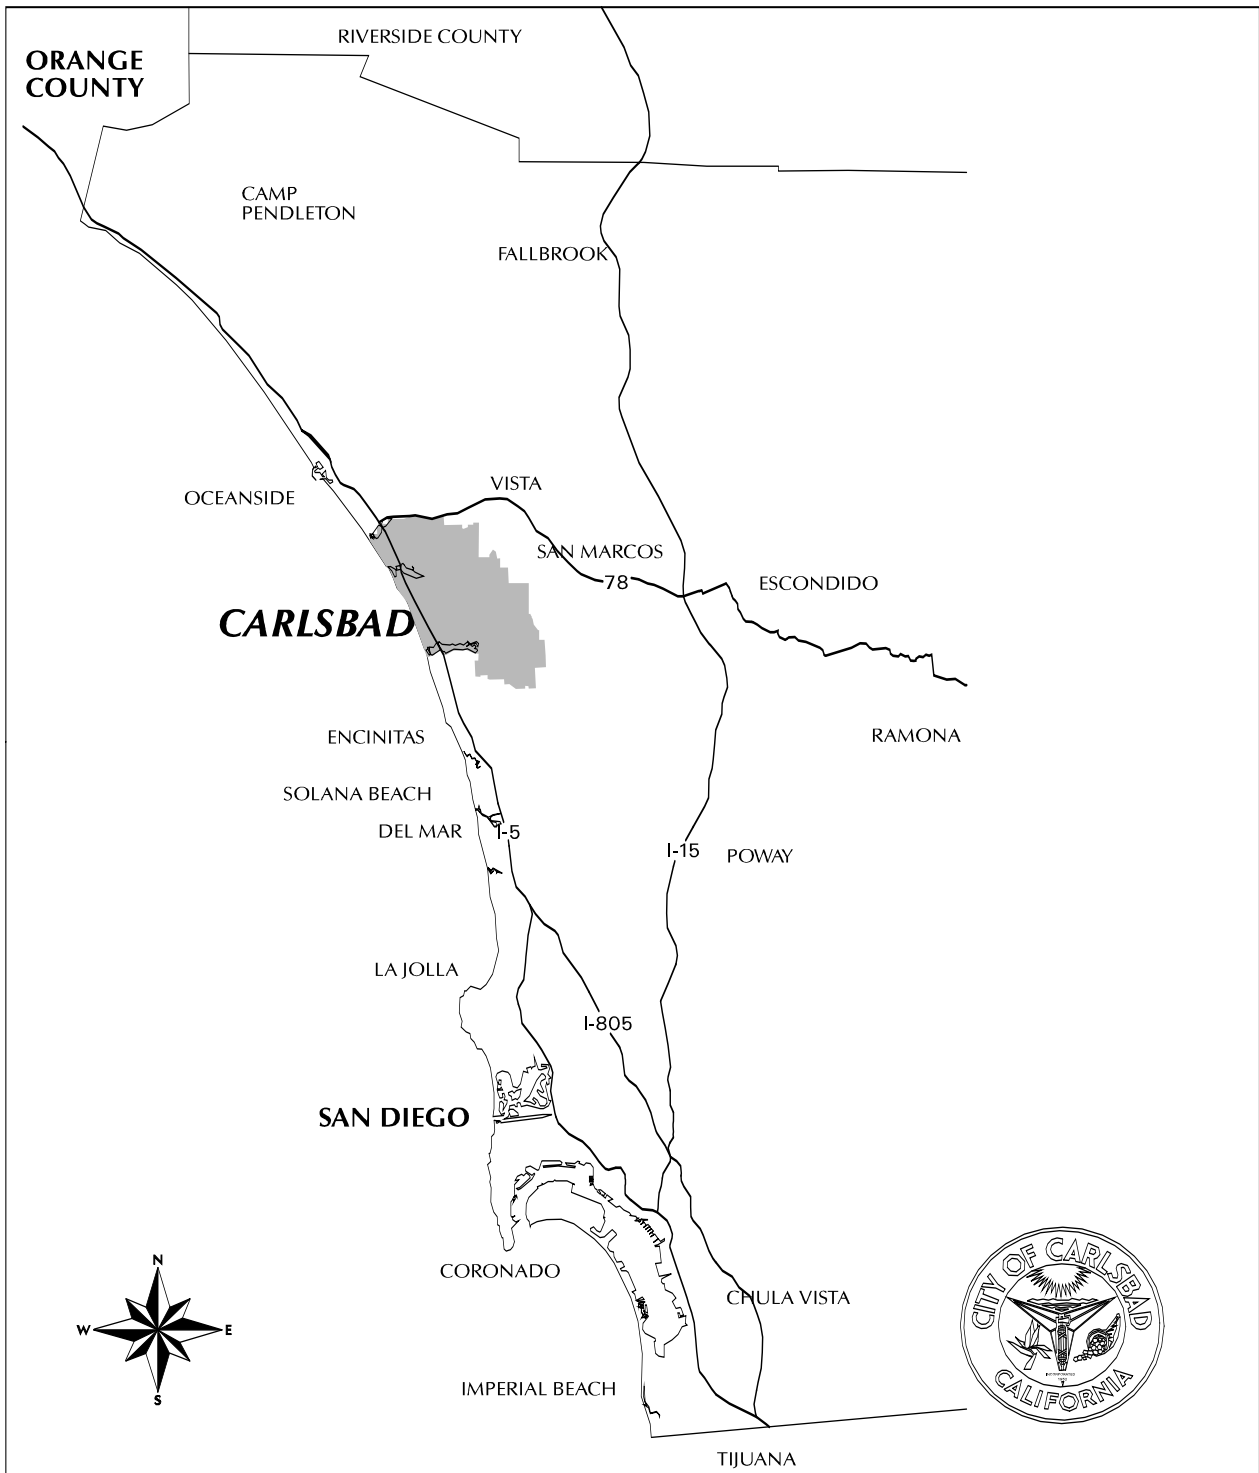 RIVERSIDE COUNTY
ORANGE
COUNTY
CAMP
PENDLETON
FALLBROOK
VISTA
OCEANSIDE
SAN MARCOS
78
ESCONDIDO
CARLSBAD
ENCINITAS
RAMONA
SOLANA BEACH
DEL MAR
I-5
I-15
POWAY
LA JOLLA
I-805
SAN DIEGO
CORONADO
CHULA VISTA
IMPERIAL BEACH
TIJUANA
N
W
E
S
CITY OF CARLSBAD
INCORPORATED
1952
CALIFORNIA